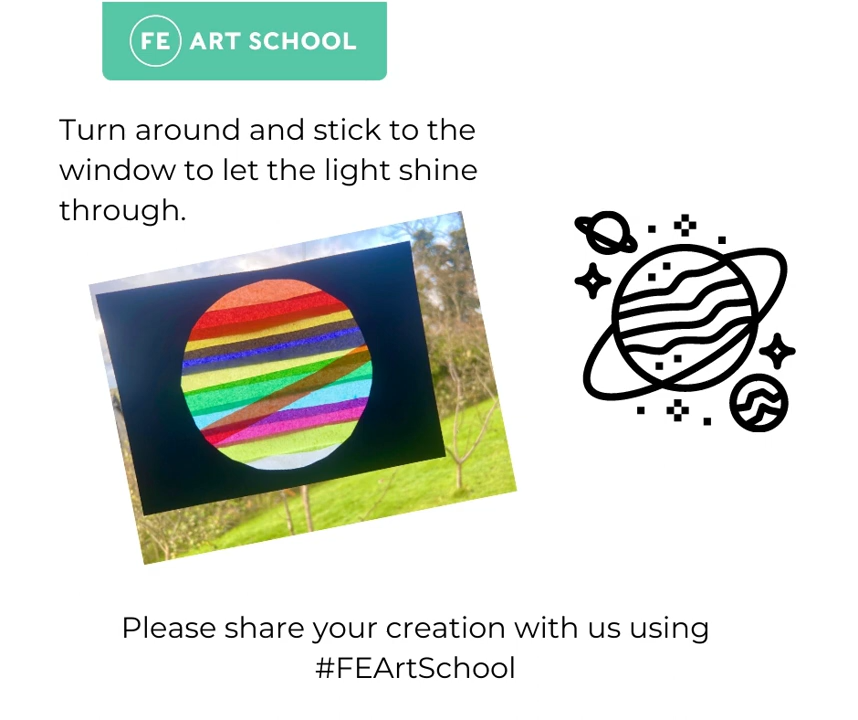 FE ART SCHOOL
Turn around and stick to the
window to let the light shine
through.
Please share your creation with us using
#FEArtSchool